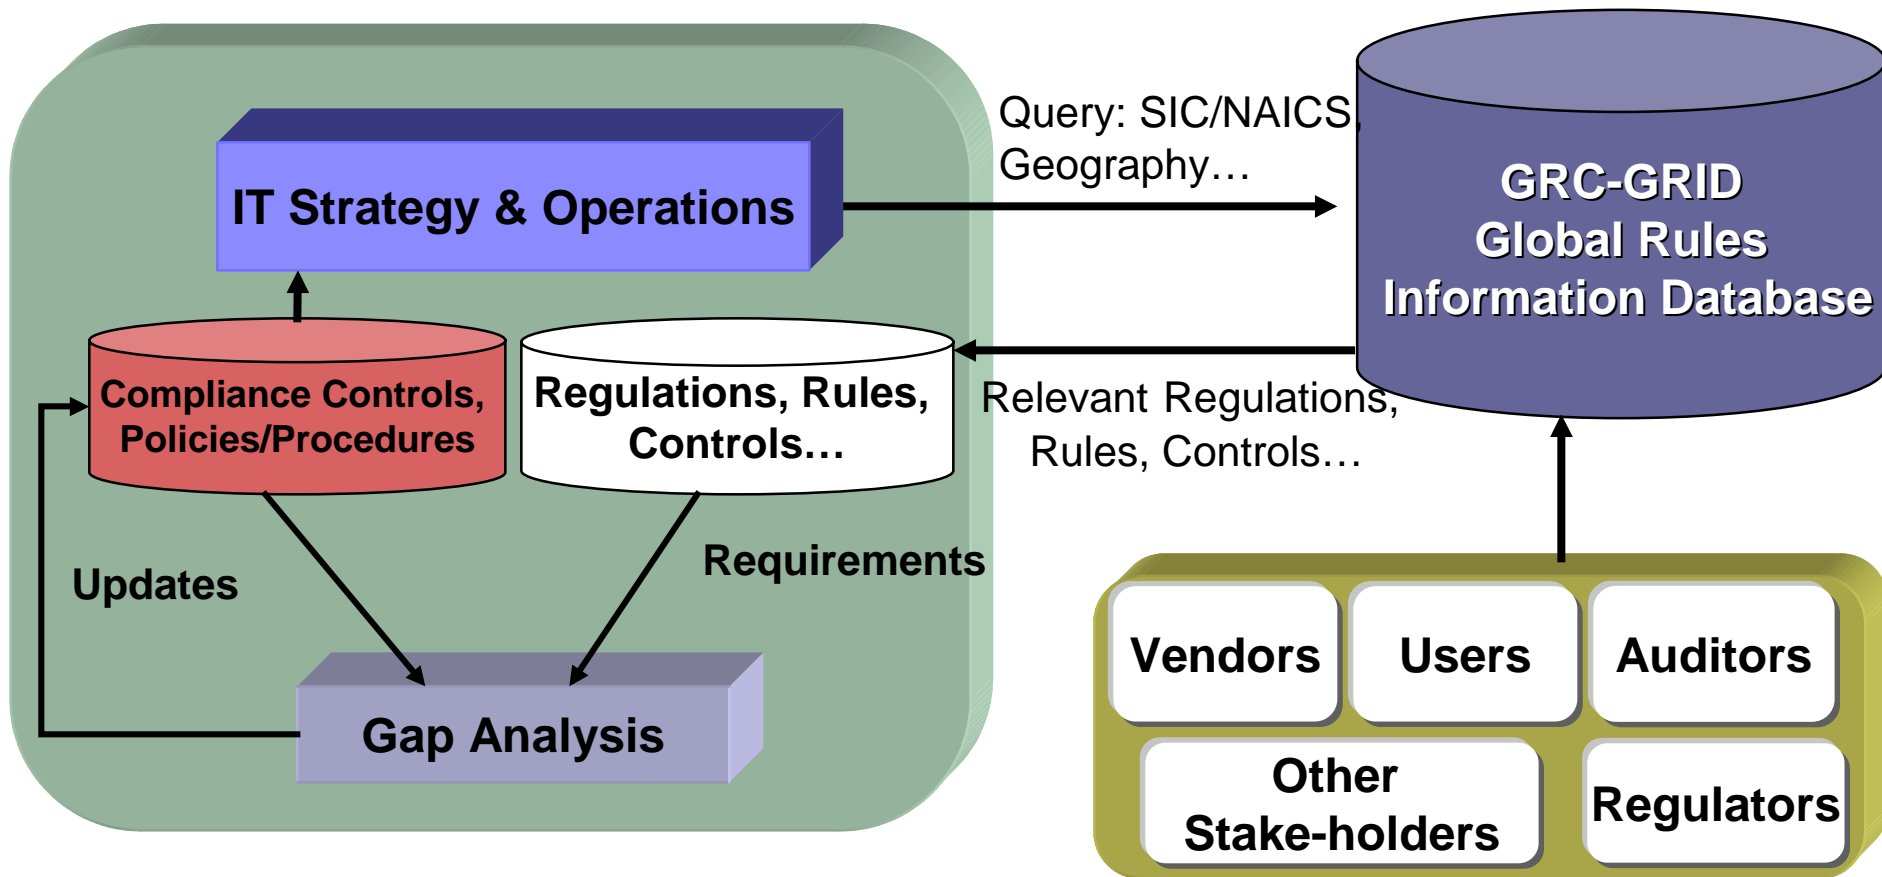 Query: SIC/NAICS,
Geography…
IT Strategy & Operations
GRC-GRID
Global Rules
Information Database
Compliance Controls,
Policies/Procedures
Regulations, Rules,
Controls…
Relevant Regulations,
Rules, Controls…
Updates
Requirements
Gap Analysis
Vendors
Users
Auditors
Other
Stake-holders
Regulators